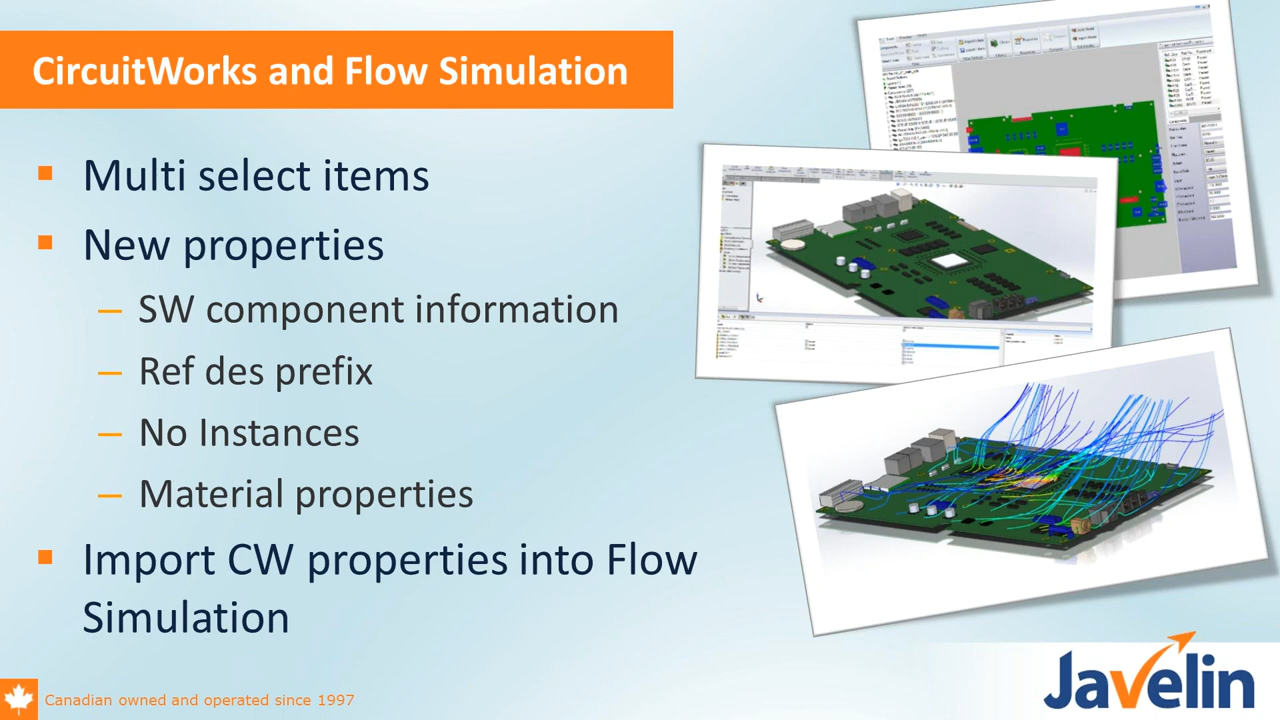 CircuitWorks and Flow Simulation
Multi select items
New properties
– SW component information
– Ref des prefix
– No Instances
– Material properties
Import CW properties into Flow
Simulation
Canadian owned and operated since 1997
Javelin